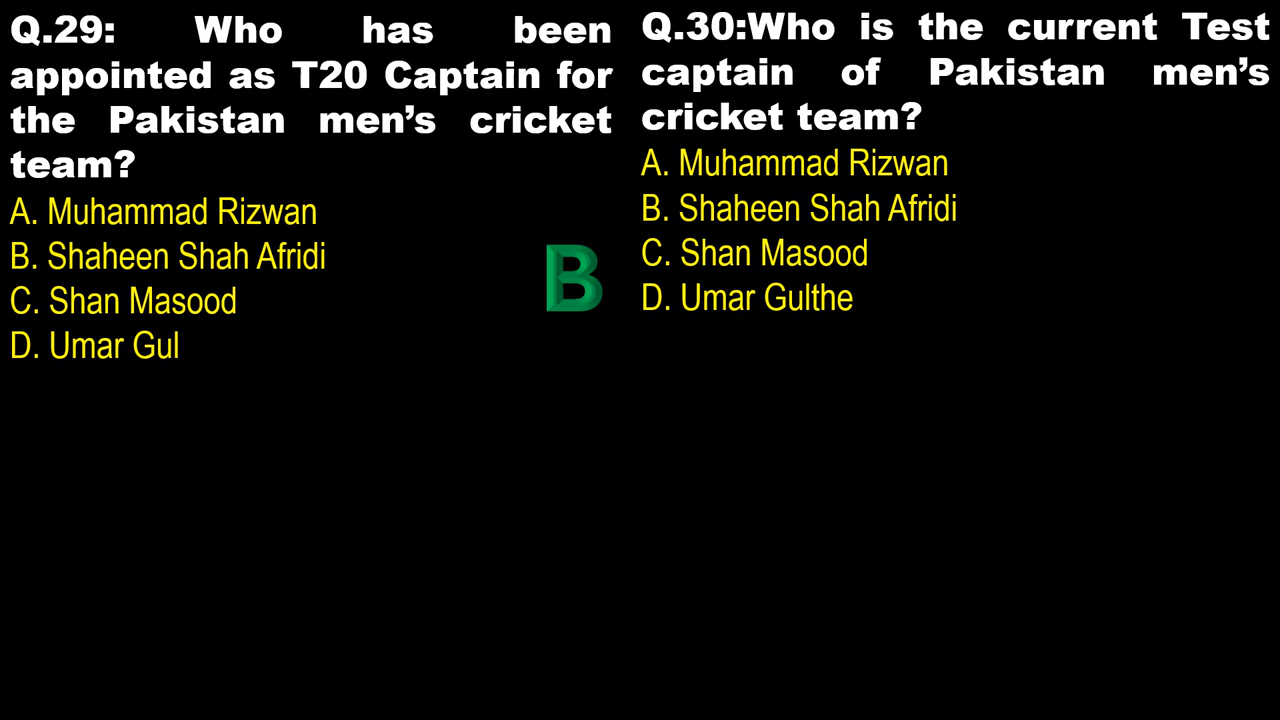 Q.29: Who has been
appointed as T20 Captain for
the Pakistan men’s cricket
team?
A. Muhammad Rizwan
B. Shaheen Shah Afridi
C. Shan Masood
D. Umar Gul
B
Q.30:Who is the current Test
captain of Pakistan men’s
cricket team?
A. Muhammad Rizwan
B. Shaheen Shah Afridi
C. Shan Masood
D. Umar Gulthe